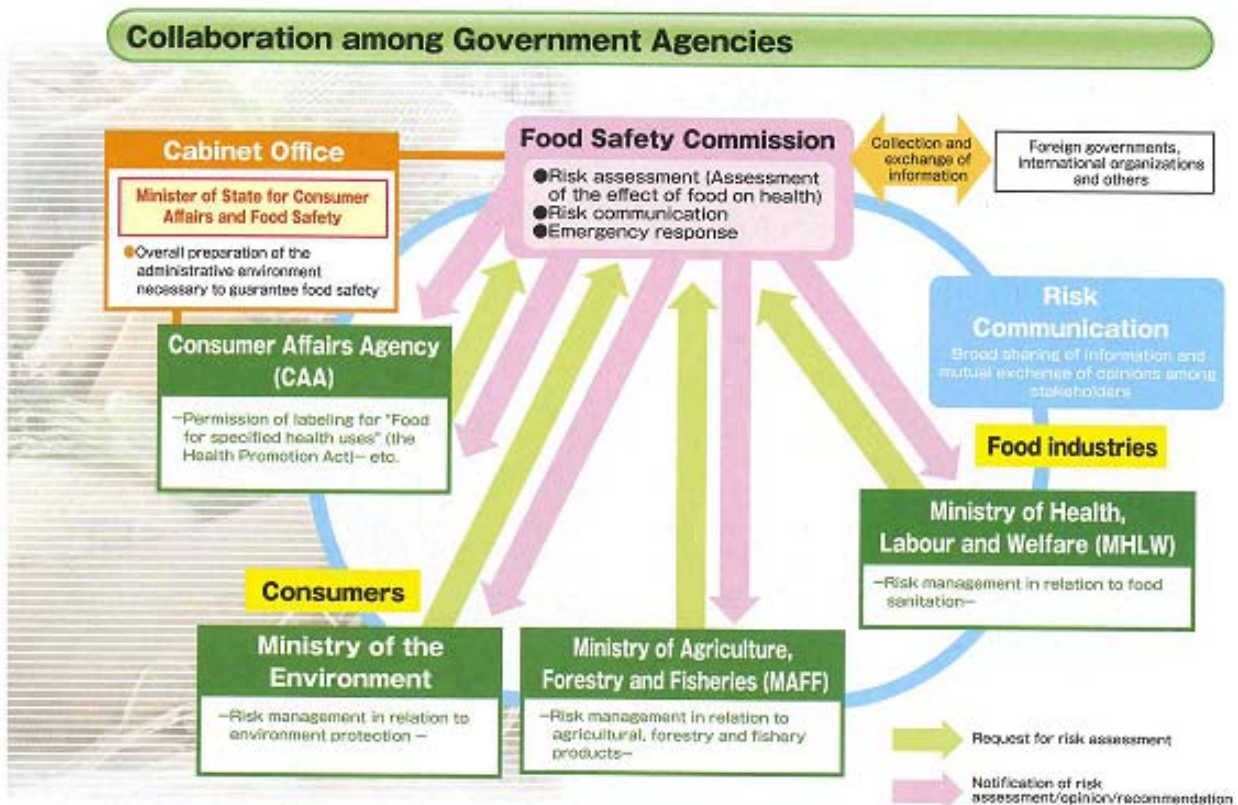 Collaboration among Government Agencies
Cabinet Office
Minister of State for Consumer
Affairs and Food Safety
●Overall preparation of the
administrative environment
necessary to guarantee food safety
Food Safety Commission
●Risk assessment (Assessment
of the effect of food on health)
●Risk communication
●Emergency response
Collection and
exchange of
information
Foreign governments,
international organizations
and others
Consumer Affairs Agency
(CAA)
−Permission of labeling for "Food
for specified health uses" (the
Health Promotion Act)− etc.
Risk
Communication
Broad sharing of information and
mutual exchange of opinions among
stakeholders
Food industries
Ministry of Health,
Labour and Welfare (MHLW)
−Risk management in relation to food
sanitation−
Consumers
Ministry of the
Environment
−Risk management in relation to
environment protection −
Ministry of Agriculture,
Forestry and Fisheries (MAFF)
−Risk management in relation to
agricultural, forestry and fishery
products−
Request for risk assessment
Notification of risk
assessment/opinion/recommendation